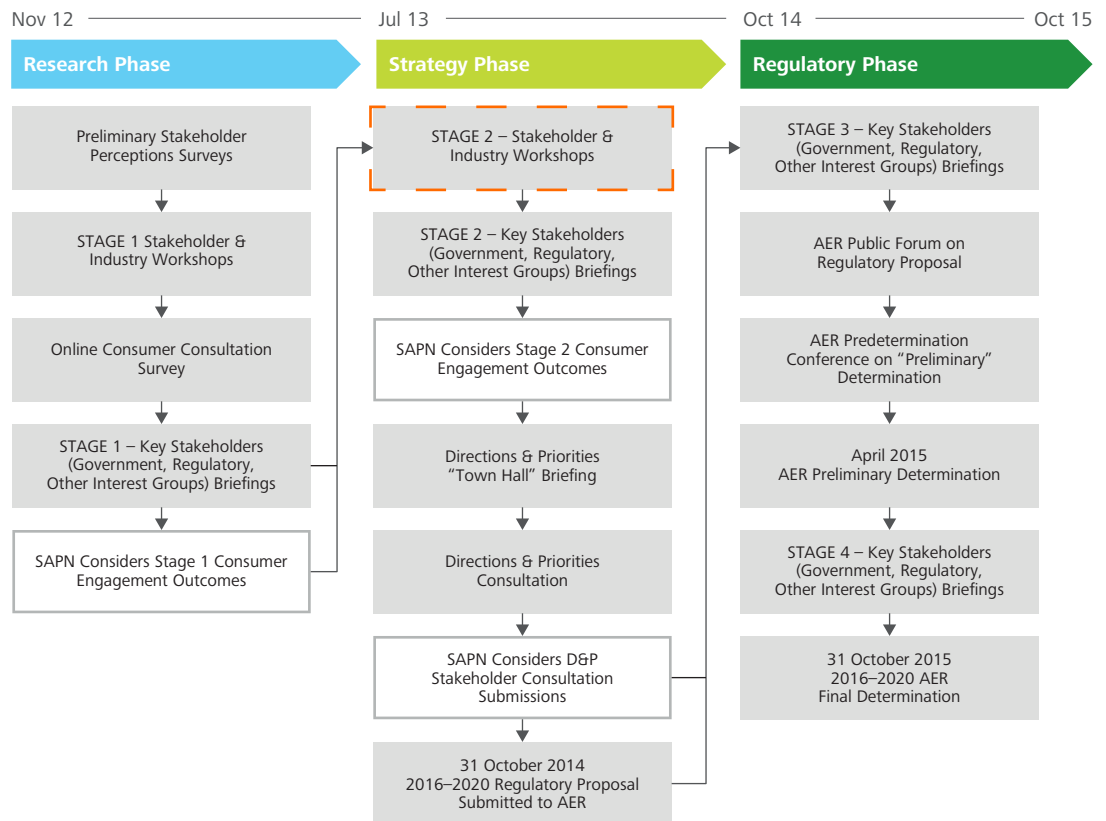 Nov 12
Jul 13
Oct 14
Oct 15
Research Phase
Strategy Phase
Regulatory Phase
Preliminary Stakeholder
Perceptions Surveys
STAGE 1 Stakeholder &
Industry Workshops
Online Consumer Consultation
Survey
STAGE 1 – Key Stakeholders
(Government, Regulatory,
Other Interest Groups) Briefings
SAPN Considers Stage 1 Consumer
Engagement Outcomes
STAGE 2 – Stakeholder &
Industry Workshops
STAGE 2 – Key Stakeholders
(Government, Regulatory,
Other Interest Groups) Briefings
SAPN Considers Stage 2 Consumer
Engagement Outcomes
Directions & Priorities
“Town Hall” Briefing
Directions & Priorities
Consultation
SAPN Considers D&P
Stakeholder Consultation
Submissions
31 October 2014
2016–2020 Regulatory Proposal
Submitted to AER
STAGE 3 – Key Stakeholders
(Government, Regulatory,
Other Interest Groups) Briefings
AER Public Forum on
Regulatory Proposal
AER Predetermination
Conference on “Preliminary”
Determination
April 2015
AER Preliminary Determination
STAGE 4 – Key Stakeholders
(Government, Regulatory,
Other Interest Groups) Briefings
31 October 2015
2016–2020 AER
Final Determination